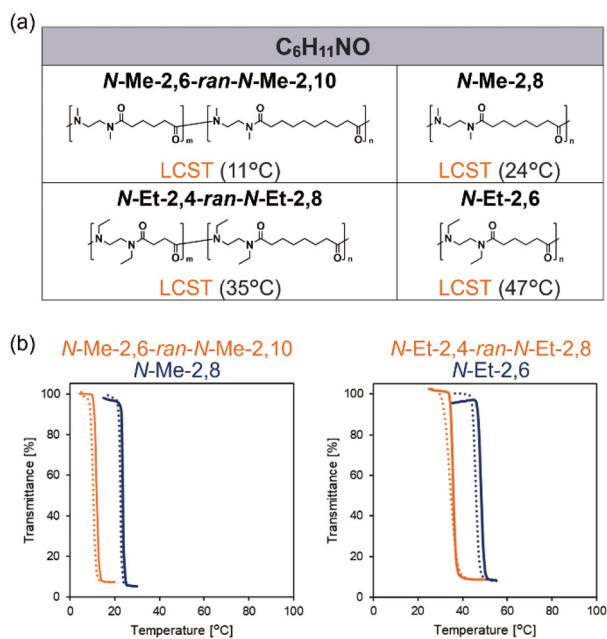 (a)
C₆H₁₁NO
N-Me-2,6-ran-N-Me-2,10
N-Me-2,8
N
O
N
O
m
N
O
N
O
n
N
O
N
O
n
LCST (11°C)
LCST (24°C)
N-Et-2,4-ran-N-Et-2,8
N-Et-2,6
N
O
N
O
m
N
O
N
O
n
N
O
N
O
n
LCST (35°C)
LCST (47°C)
(b)
N-Me-2,6-ran-N-Me-2,10
N-Me-2,8
Transmittance [%]
100
80
60
40
20
0
0 20 40 60 80 100
Temperature [°C]
N-Et-2,4-ran-N-Et-2,8
N-Et-2,6
Transmittance [%]
100
80
60
40
20
0
0 20 40 60 80 100
Temperature [°C]